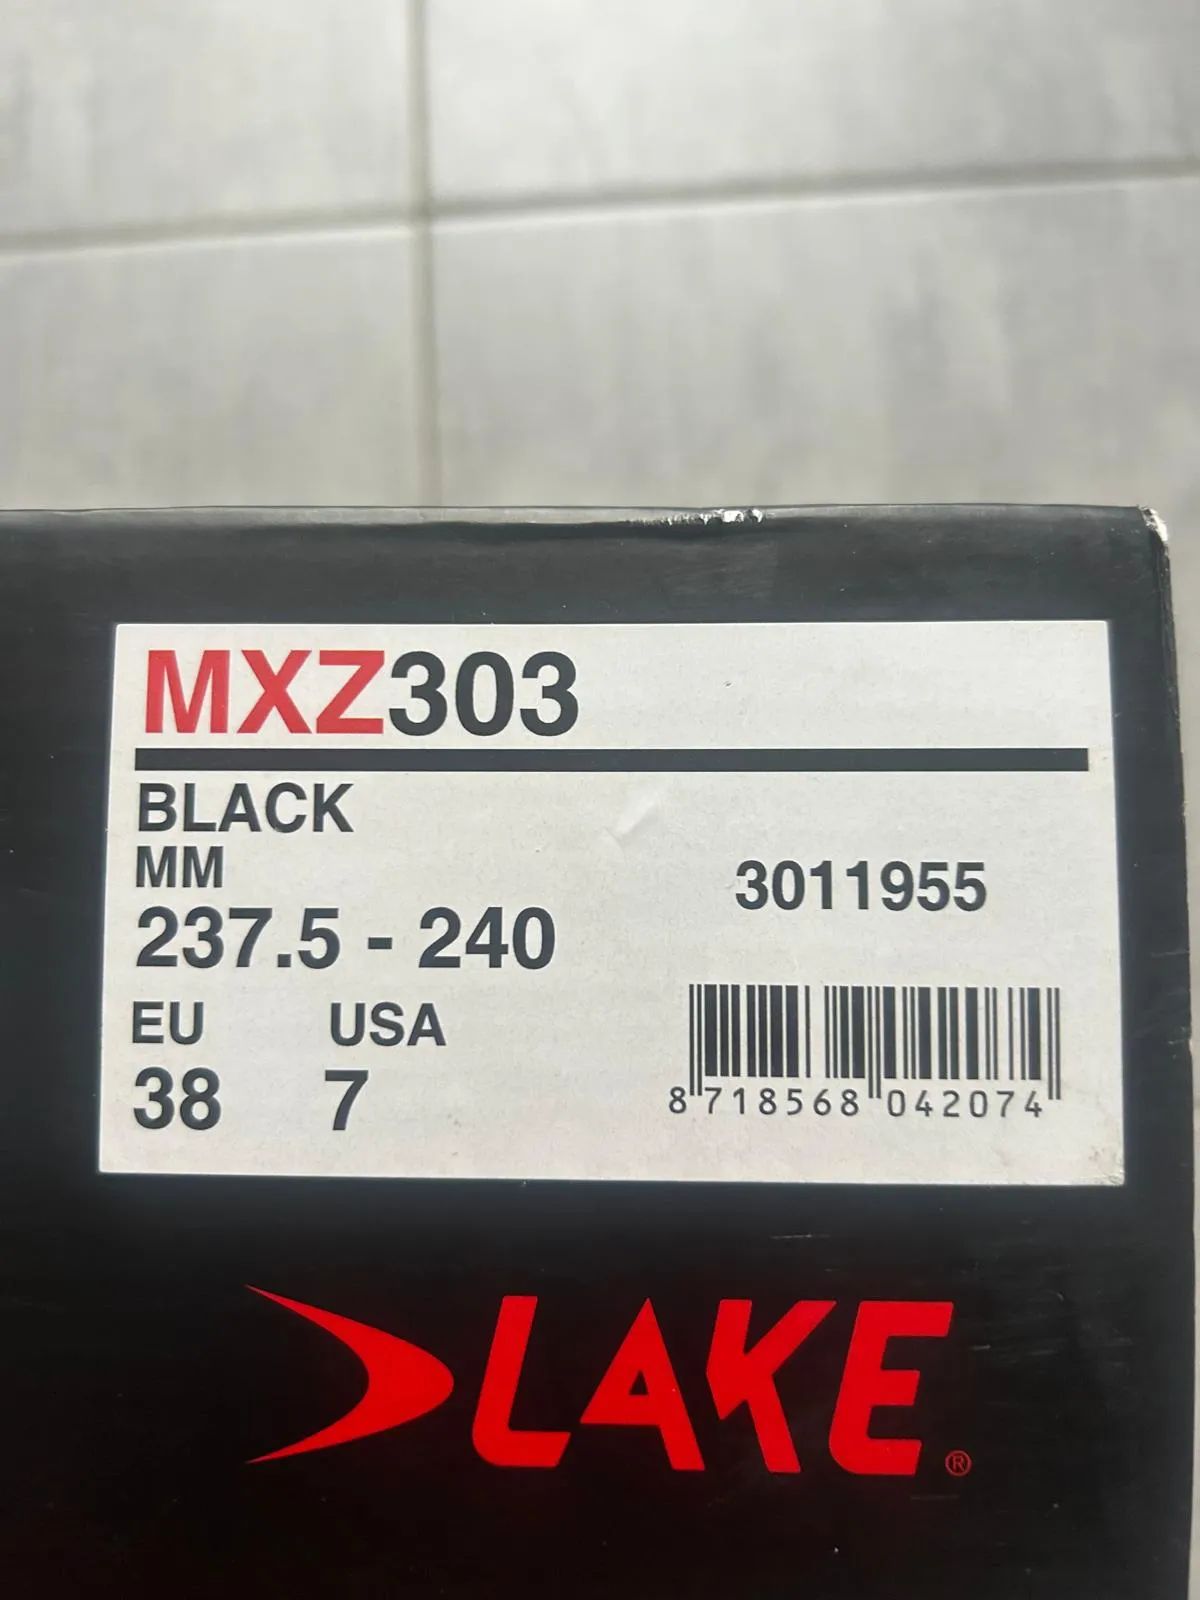 MXZ303
BLACK
MM
237.5 - 240
3011955
EU USA
38 7
8 718568 042074
LAKE®